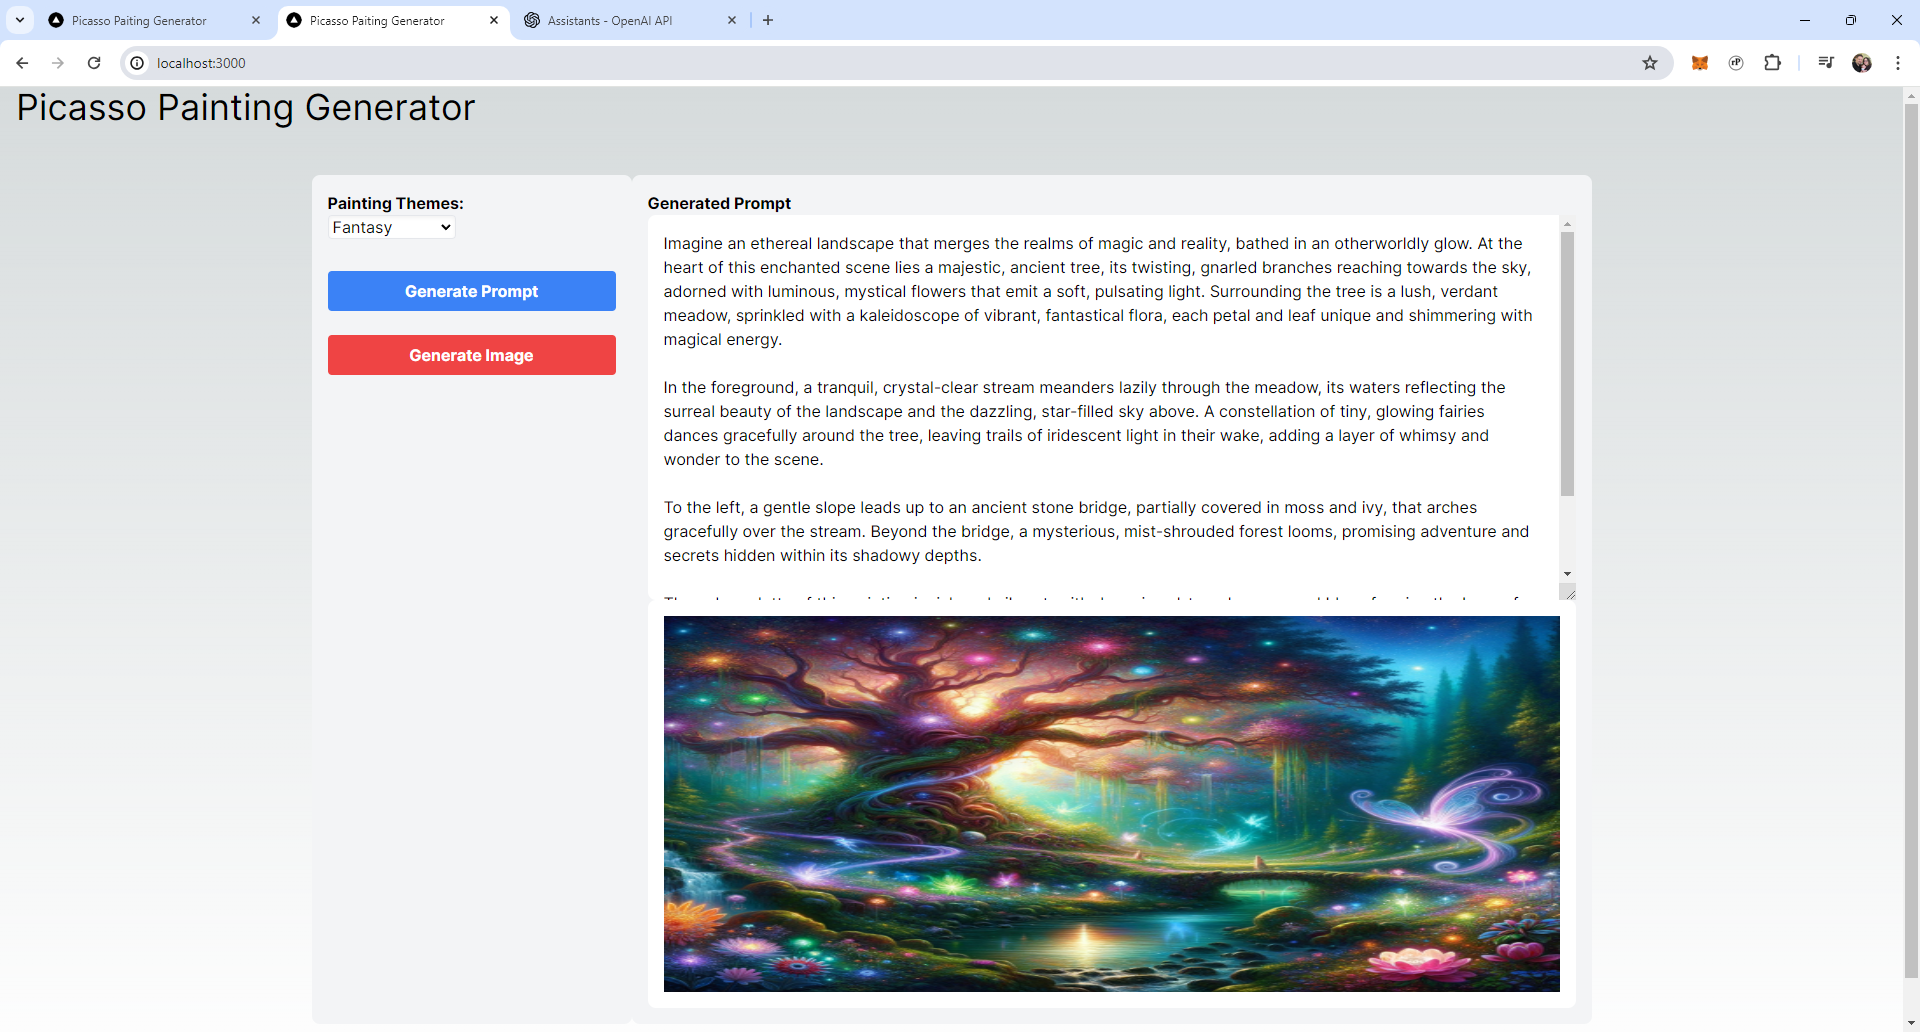 Picasso Paiting Generator
Picasso Paiting Generator
Assistants - OpenAI API
localhost:3000
Picasso Painting Generator
Painting Themes:
Fantasy
Generate Prompt
Generate Image
Generated Prompt
Imagine an ethereal landscape that merges the realms of magic and reality, bathed in an otherworldly glow. At the
heart of this enchanted scene lies a majestic, ancient tree, its twisting, gnarled branches reaching towards the sky,
adorned with luminous, mystical flowers that emit a soft, pulsating light. Surrounding the tree is a lush, verdant
meadow, sprinkled with a kaleidoscope of vibrant, fantastical flora, each petal and leaf unique and shimmering with
magical energy.
In the foreground, a tranquil, crystal-clear stream meanders lazily through the meadow, its waters reflecting the
surreal beauty of the landscape and the dazzling, star-filled sky above. A constellation of tiny, glowing fairies
dances gracefully around the tree, leaving trails of iridescent light in their wake, adding a layer of whimsy and
wonder to the scene.
To the left, a gentle slope leads up to an ancient stone bridge, partially covered in moss and ivy, that arches
gracefully over the stream. Beyond the bridge, a mysterious, mist-shrouded forest looms, promising adventure and
secrets hidden within its shadowy depths.